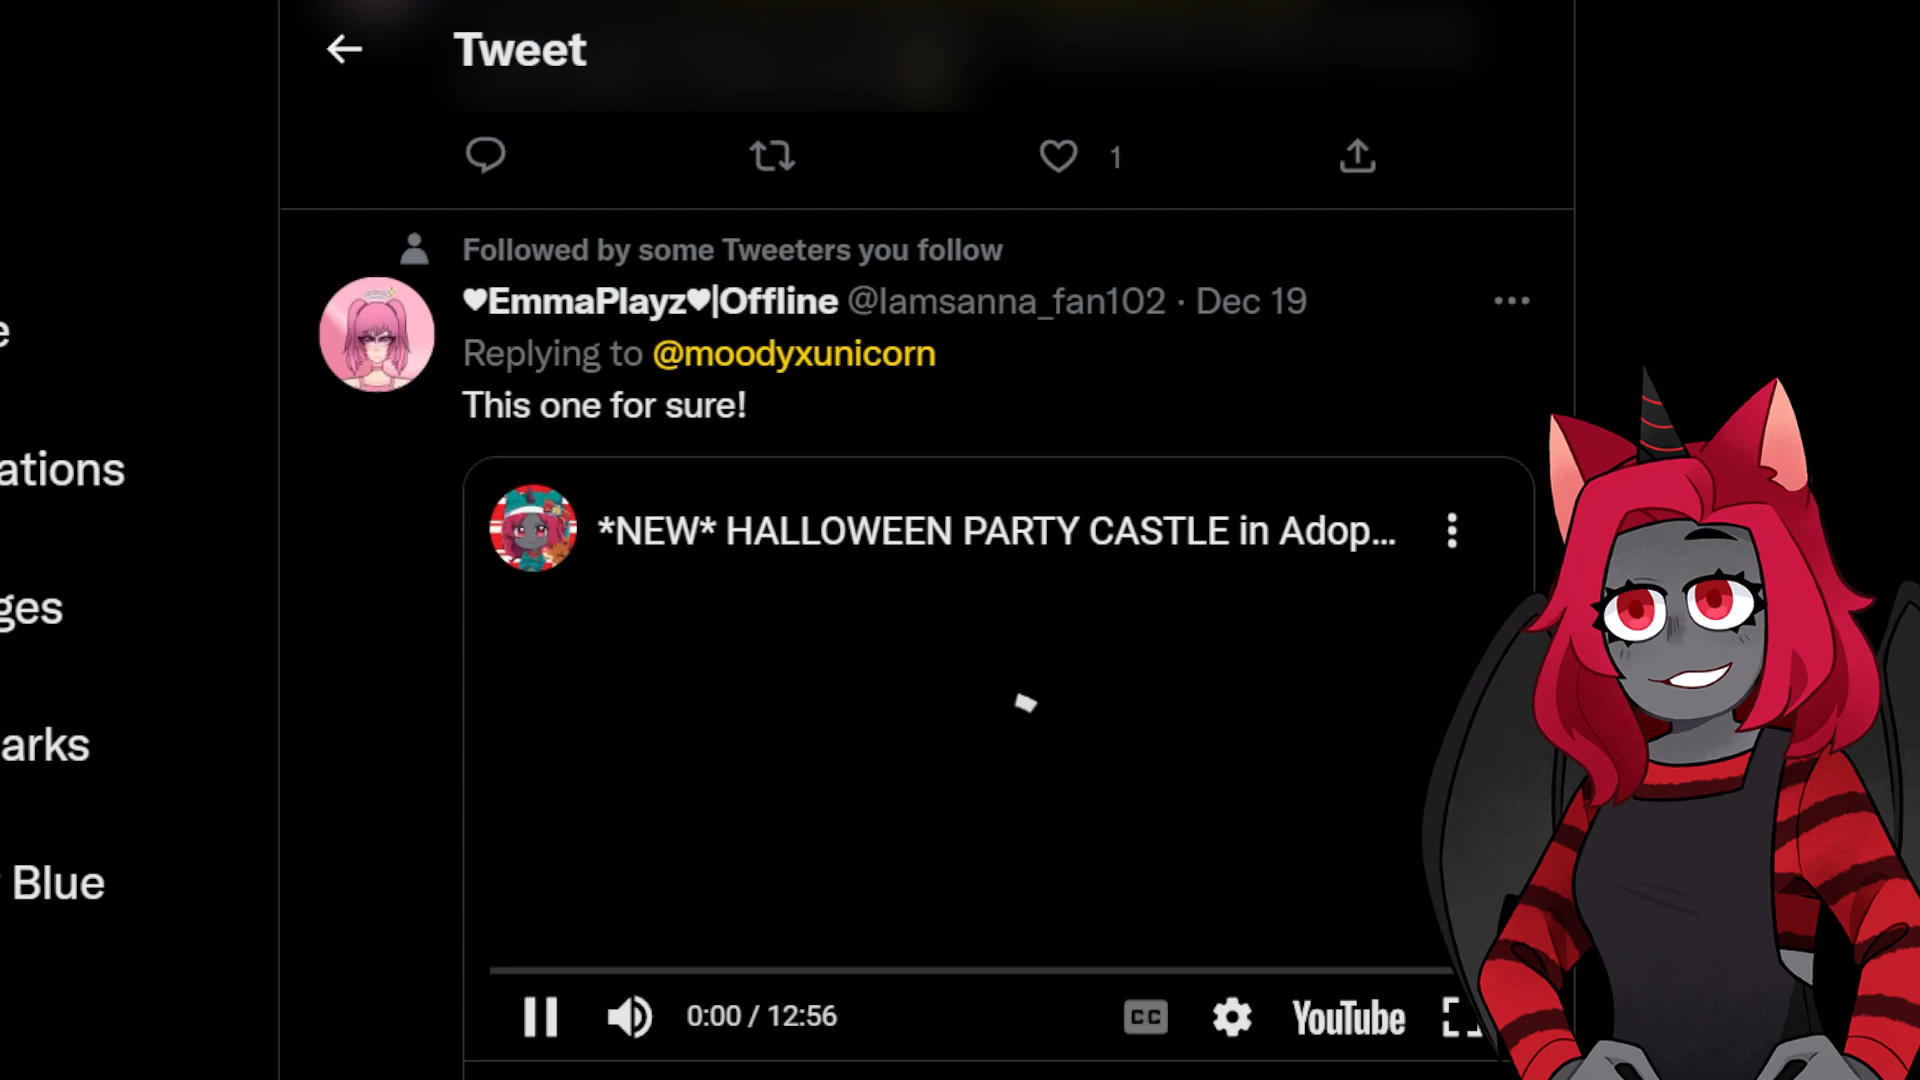 Tweet
1
Followed by some Tweeters you follow
♥EmmaPlayz♥|Offline @Iamsanna_fan102 · Dec 19
Replying to @moodyxunicorn
This one for sure!
*NEW* HALLOWEEN PARTY CASTLE in Adop...
e
ations
ges
arks
Blue
0:00 / 12:56
CC
YouTube